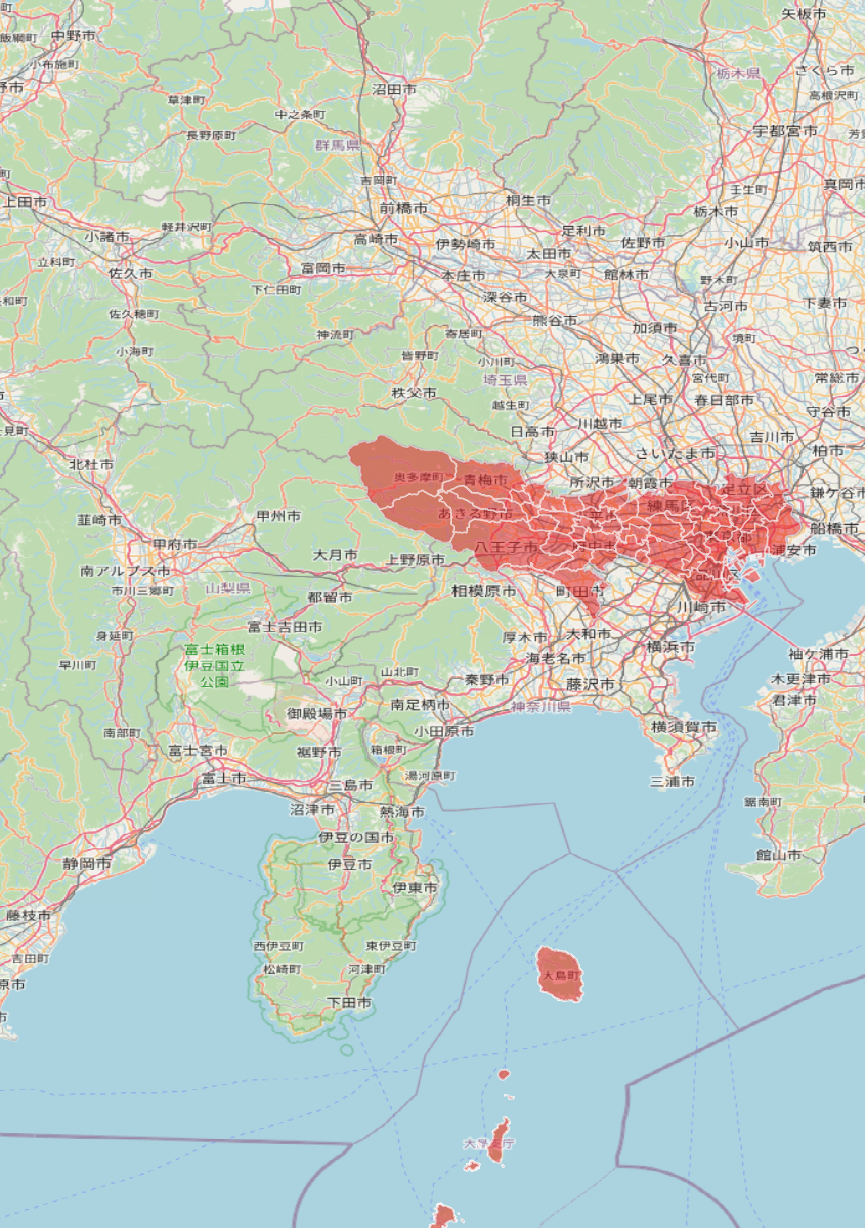 矢板市
中野市
小布施町
栃木県
さくら市
沼田市
高根沢町
草津町
中之条町
宇都宮市
長野原町
群馬県
吉岡町
壬生町
真岡市
上田市
桐生市
前橋市
栃木市
軽井沢町
足利市
小諸市
高崎市
伊勢崎市
佐野市
小山市
筑西市
太田市
立科町
富岡市
佐久市
本庄市
大泉町
館林市
野木町
下仁田町
深谷市
古河市
下妻市
佐久穂町
熊谷市
加須市
神流町
寄居町
境町
小海町
皆野町
小川町
鴻巣市
久喜市
埼玉県
宮代町
常総市
秩父市
越生町
上尾市
春日部市
守谷市
日高市
川越市
吉川市
狭山市
さいたま市
柏市
北杜市
奥多摩町
青梅市
所沢市
朝霞市
足立区
練馬区
韮崎市
甲州市
あきる野市
船橋市
甲府市
八王子市
府中市
浦安市
大月市
上野原市
南アルプス市
市川三郷町
山梨県
都留市
相模原市
町田市
川崎市
富士吉田市
身延町
厚木市
大和市
富士箱根
伊豆国立
公園
横浜市
海老名市
袖ケ浦市
早川町
小山町
山北町
秦野市
藤沢市
木更津市
南足柄市
神奈川県
君津市
御殿場市
南部町
小田原市
横須賀市
富士宮市
裾野市
箱根町
富士市
三島市
湯河原町
三浦市
沼津市
熱海市
鋸南町
伊豆の国市
静岡市
伊豆市
館山市
伊東市
藤枝市
西伊豆町
東伊豆町
吉田町
松崎町
河津町
大島町
下田市
大島支庁